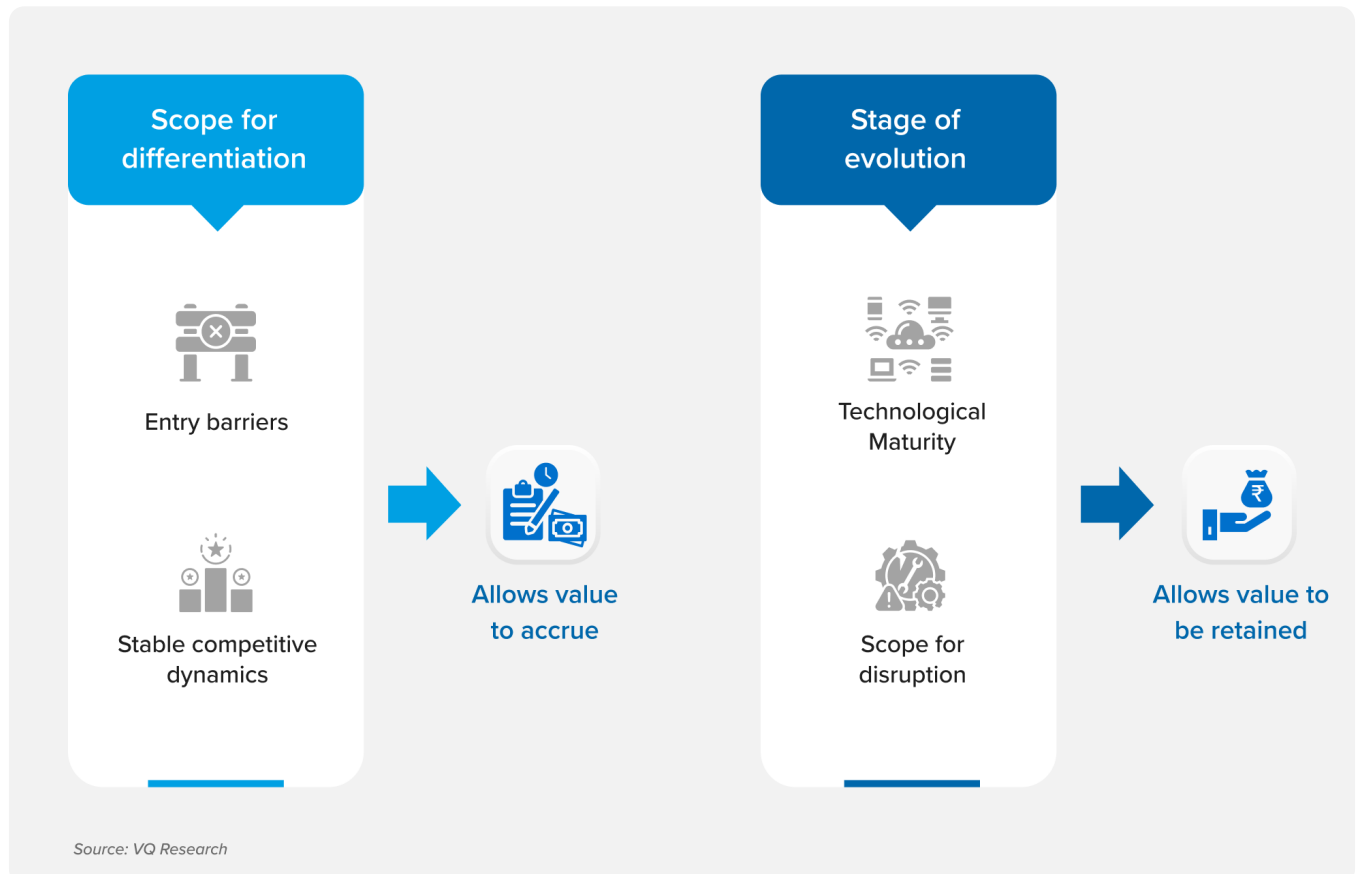 Scope for
differentiation
Entry barriers
Stable competitive
dynamics
Allows value
to accrue
Stage of
evolution
Technological
Maturity
Scope for
disruption
₹
Allows value to
be retained
Source: VQ Research